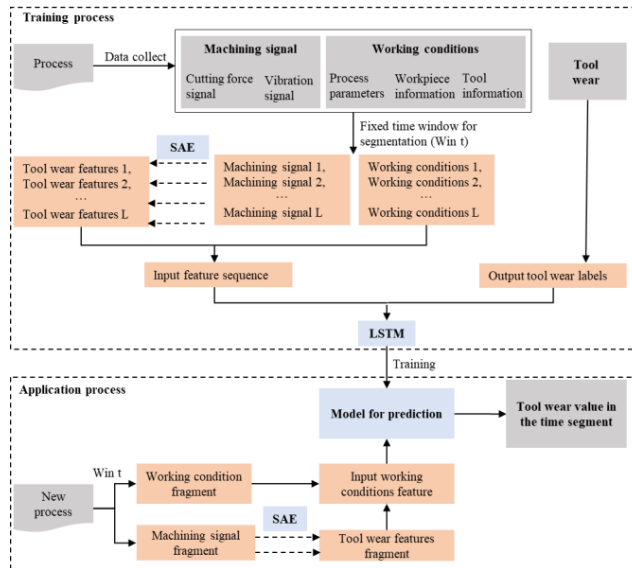 Training process
Process
Data collect
Machining signal
Cutting force
signal
Vibration
signal
Working conditions
Process
parameters
Workpiece
information
Tool
information
Tool
wear
Fixed time window for
segmentation (Win t)
SAE
Tool wear features 1,
Tool wear features 2,
…
Tool wear features L
Machining signal 1,
Machining signal 2,
…
Machining signal L
Working conditions 1,
Working conditions 2,
…
Working conditions L
Input feature sequence
Output tool wear labels
LSTM
Training
Application process
Model for prediction
Tool wear value in
the time segment
New
process
Win t
Working condition
fragment
Input working
conditions feature
Machining signal
fragment
SAE
Tool wear features
fragment